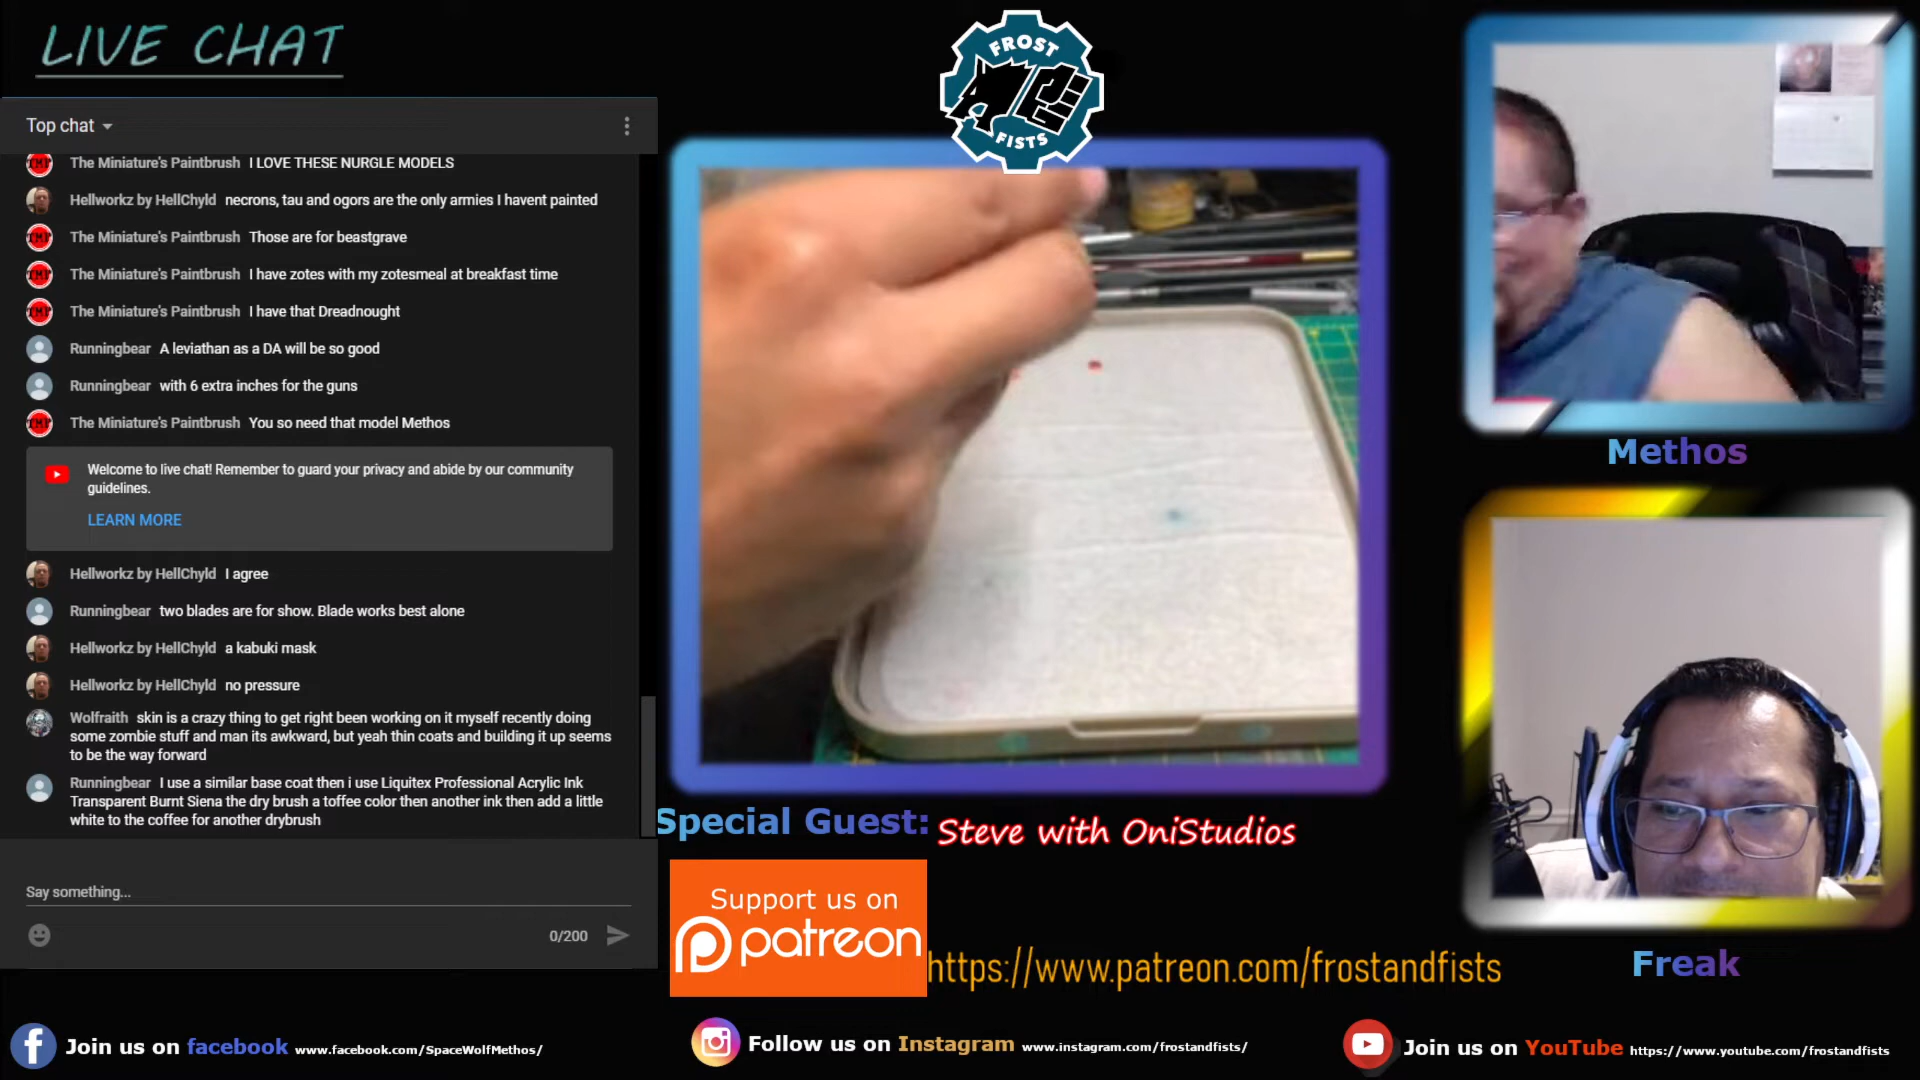 LIVE CHAT
Top chat
The Miniature's Paintbrush I LOVE THESE NURGLE MODELS
Hellworkz by HellChyld necrons, tau and ogors are the only armies I havent painted
The Miniature's Paintbrush Those are for beastgrave
The Miniature's Paintbrush I have zotes with my zotesmeal at breakfast time
The Miniature's Paintbrush I have that Dreadnought
Runningbear A leviathan as a DA will be so good
Runningbear with 6 extra inches for the guns
The Miniature's Paintbrush You so need that model Methos
Welcome to live chat! Remember to guard your privacy and abide by our community
guidelines.
LEARN MORE
Hellworkz by HellChyld I agree
Runningbear two blades are for show. Blade works best alone
Hellworkz by HellChyld a kabuki mask
Hellworkz by HellChyld no pressure
Wolfraith skin is a crazy thing to get right been working on it myself recently doing
some zombie stuff and man its awkward, but yeah thin coats and building it up seems
to be the way forward
Runningbear I use a similar base coat then i use Liquitex Professional Acrylic Ink
Transparent Burnt Siena the dry brush a toffee color then another ink then add a little
white to the coffee for another drybrush
Say something...
0/200
FROST
FISTS
Methos
Freak
Special Guest: Steve with OniStudios
Support us on
patreon
https://www.patreon.com/frostandfists
Join us on facebook www.facebook.com/SpaceWolfMethos/
Follow us on Instagram www.instagram.com/frostandfists/
Join us on YouTube https://www.youtube.com/frostandfists